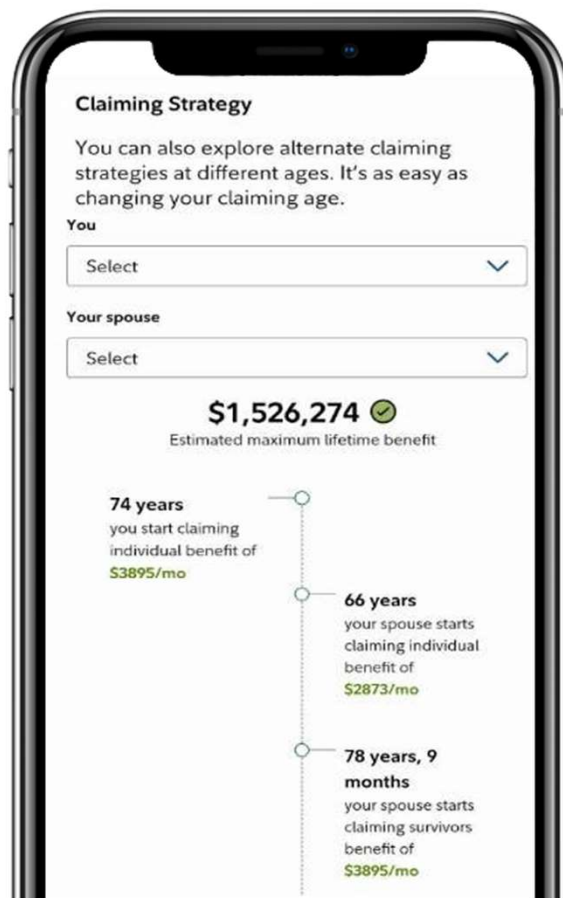 Claiming Strategy
You can also explore alternate claiming
strategies at different ages. It's as easy as
changing your claiming age.
You
Select
Your spouse
Select
$1,526,274
Estimated maximum lifetime benefit
74 years
you start claiming
individual benefit of
$3895/mo
66 years
your spouse starts
claiming individual
benefit of
$2873/mo
78 years, 9
months
your spouse starts
claiming survivors
benefit of
$3895/mo